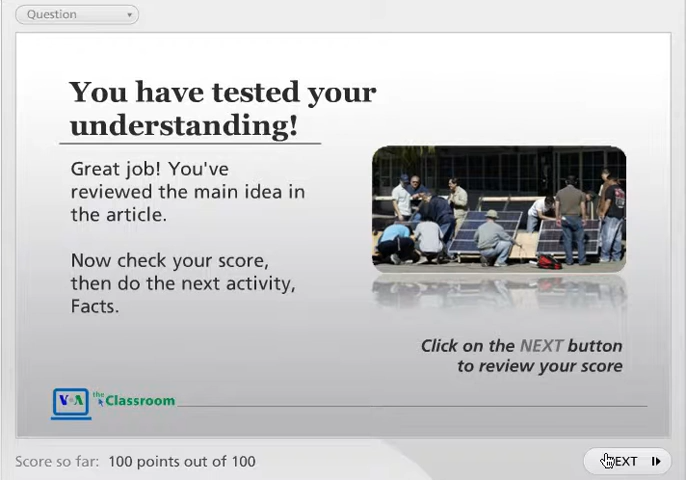 Question
You have tested your
understanding!
Great job! You've
reviewed the main idea in
the article.
Now check your score,
then do the next activity,
Facts.
Click on the NEXT button
to review your score
VOA the Classroom
Score so far: 100 points out of 100
NEXT